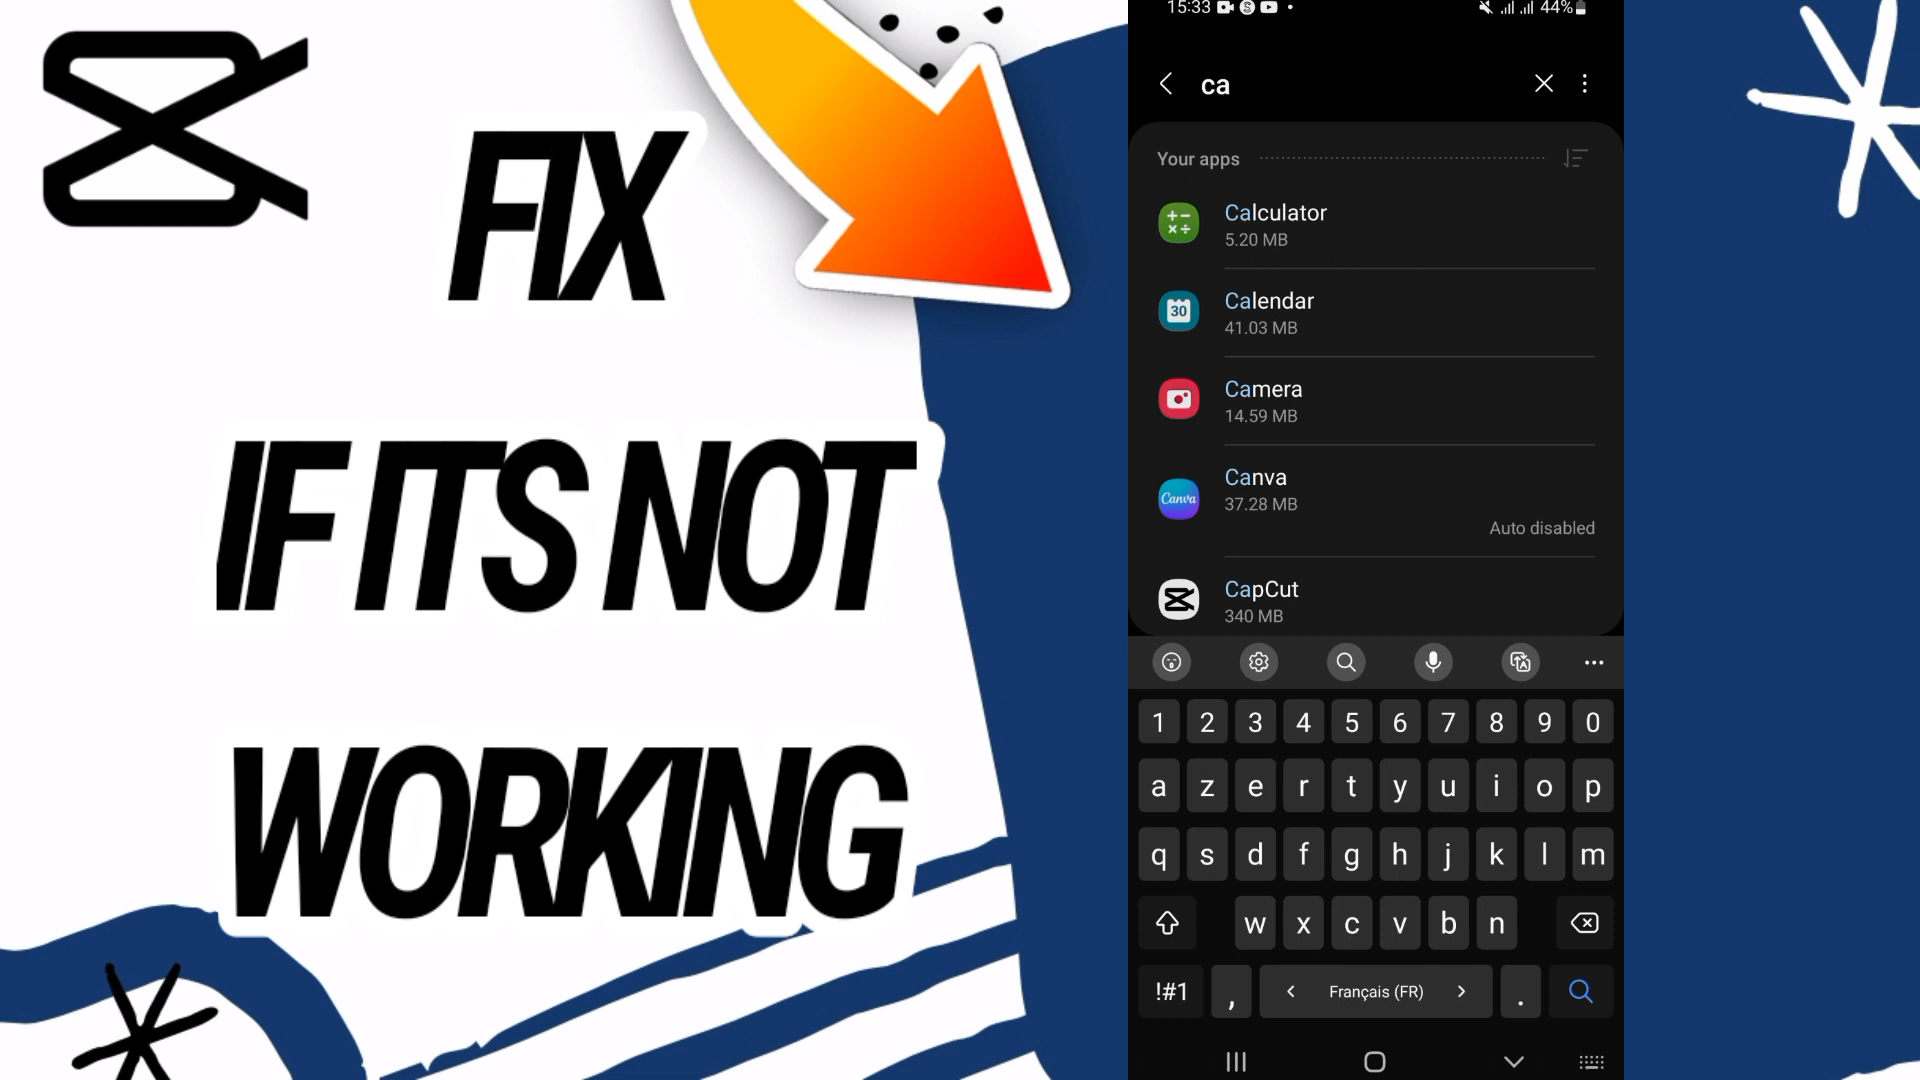 FIX
IF ITS NOT
WORKING
15:33
44%
ca
Your apps
Calculator
5.20 MB
30
Calendar
41.03 MB
Camera
14.59 MB
Canva
Canva
37.28 MB
Auto disabled
CapCut
340 MB
1 2 3 4 5 6 7 8 9 0
a z e r t y u i o p
q s d f g h j k l m
w x c v b n
!#1 , < Français (FR) > .